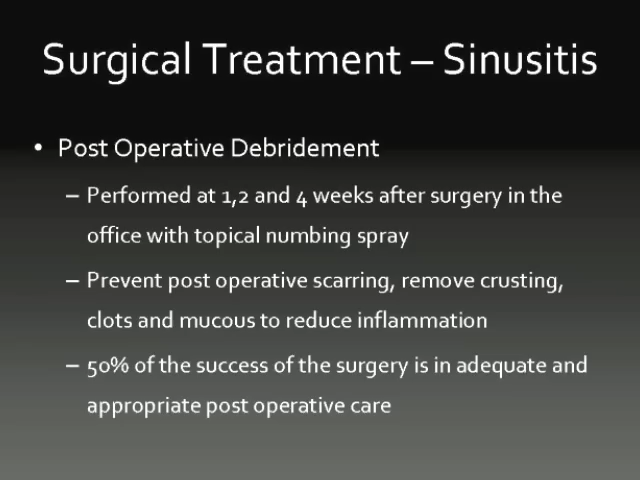 Surgical Treatment – Sinusitis
• Post Operative Debridement
– Performed at 1,2 and 4 weeks after surgery in the
office with topical numbing spray
– Prevent post operative scarring, remove crusting,
clots and mucous to reduce inflammation
– 50% of the success of the surgery is in adequate and
appropriate post operative care